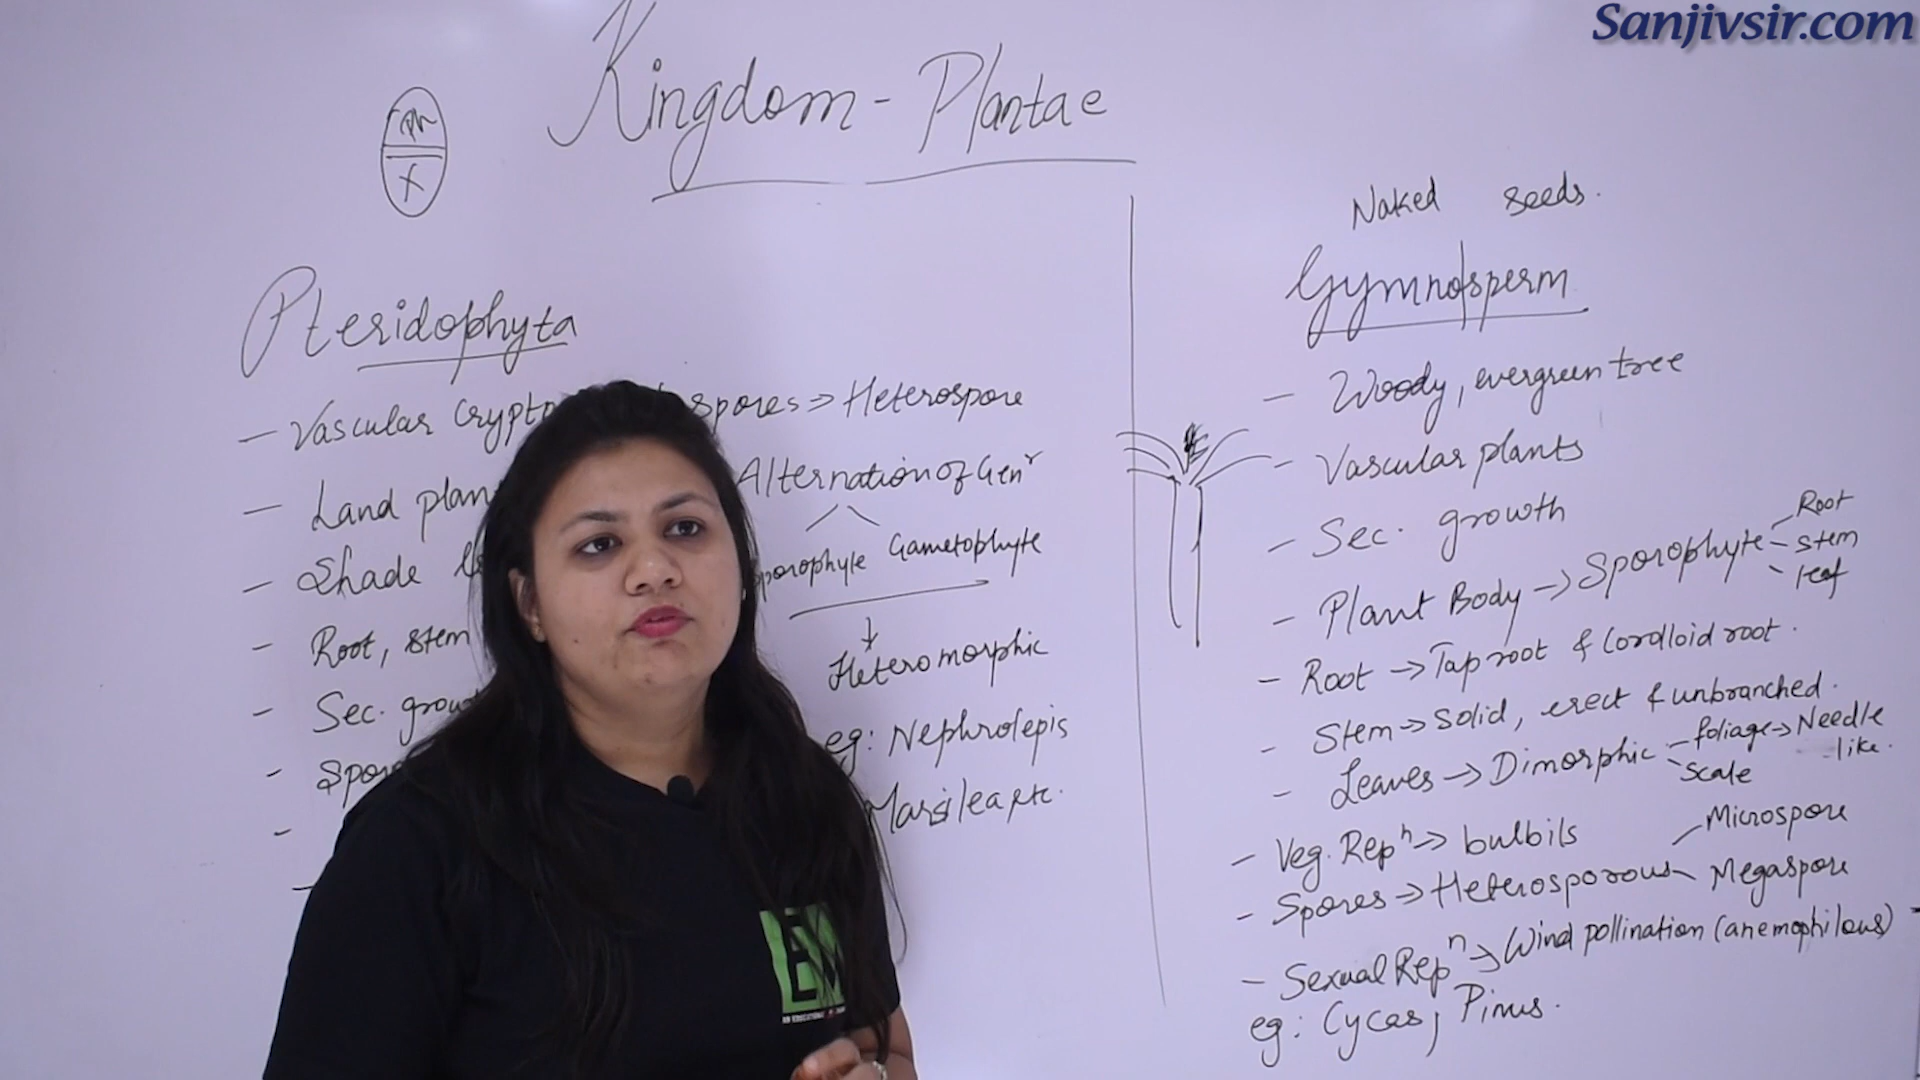 Sanjivsir.com
Kingdom - Plantae
Ph
X
Pteridophyta
- Vascular Crypto spores => Heterospore
- Land plan
Alternation of Genr
- Shade
Sporophyte Gametophyte
- Root, stem
Heteromorphic
- Sec. grow
eg: Nephrolepis
- Spor
Marsilea etc.
Naked seeds.
Gymnosperm
- Woody, evergreen tree
- Vascular plants
- Sec. growth
- Plant Body -> Sporophyte - Root
- stem
- leaf
- Root -> Tap root & Corolloid root.
- Stem -> solid, erect & unbranched.
- Leaves -> Dimorphic - foliage -> Needle like.
scale
- Veg. Repn -> bulbils
- Spores -> Heterosporous - Microspore
Megaspore
- Sexual Repn -> Wind pollination (anemophilous)
eg: Cycas, Pinus.